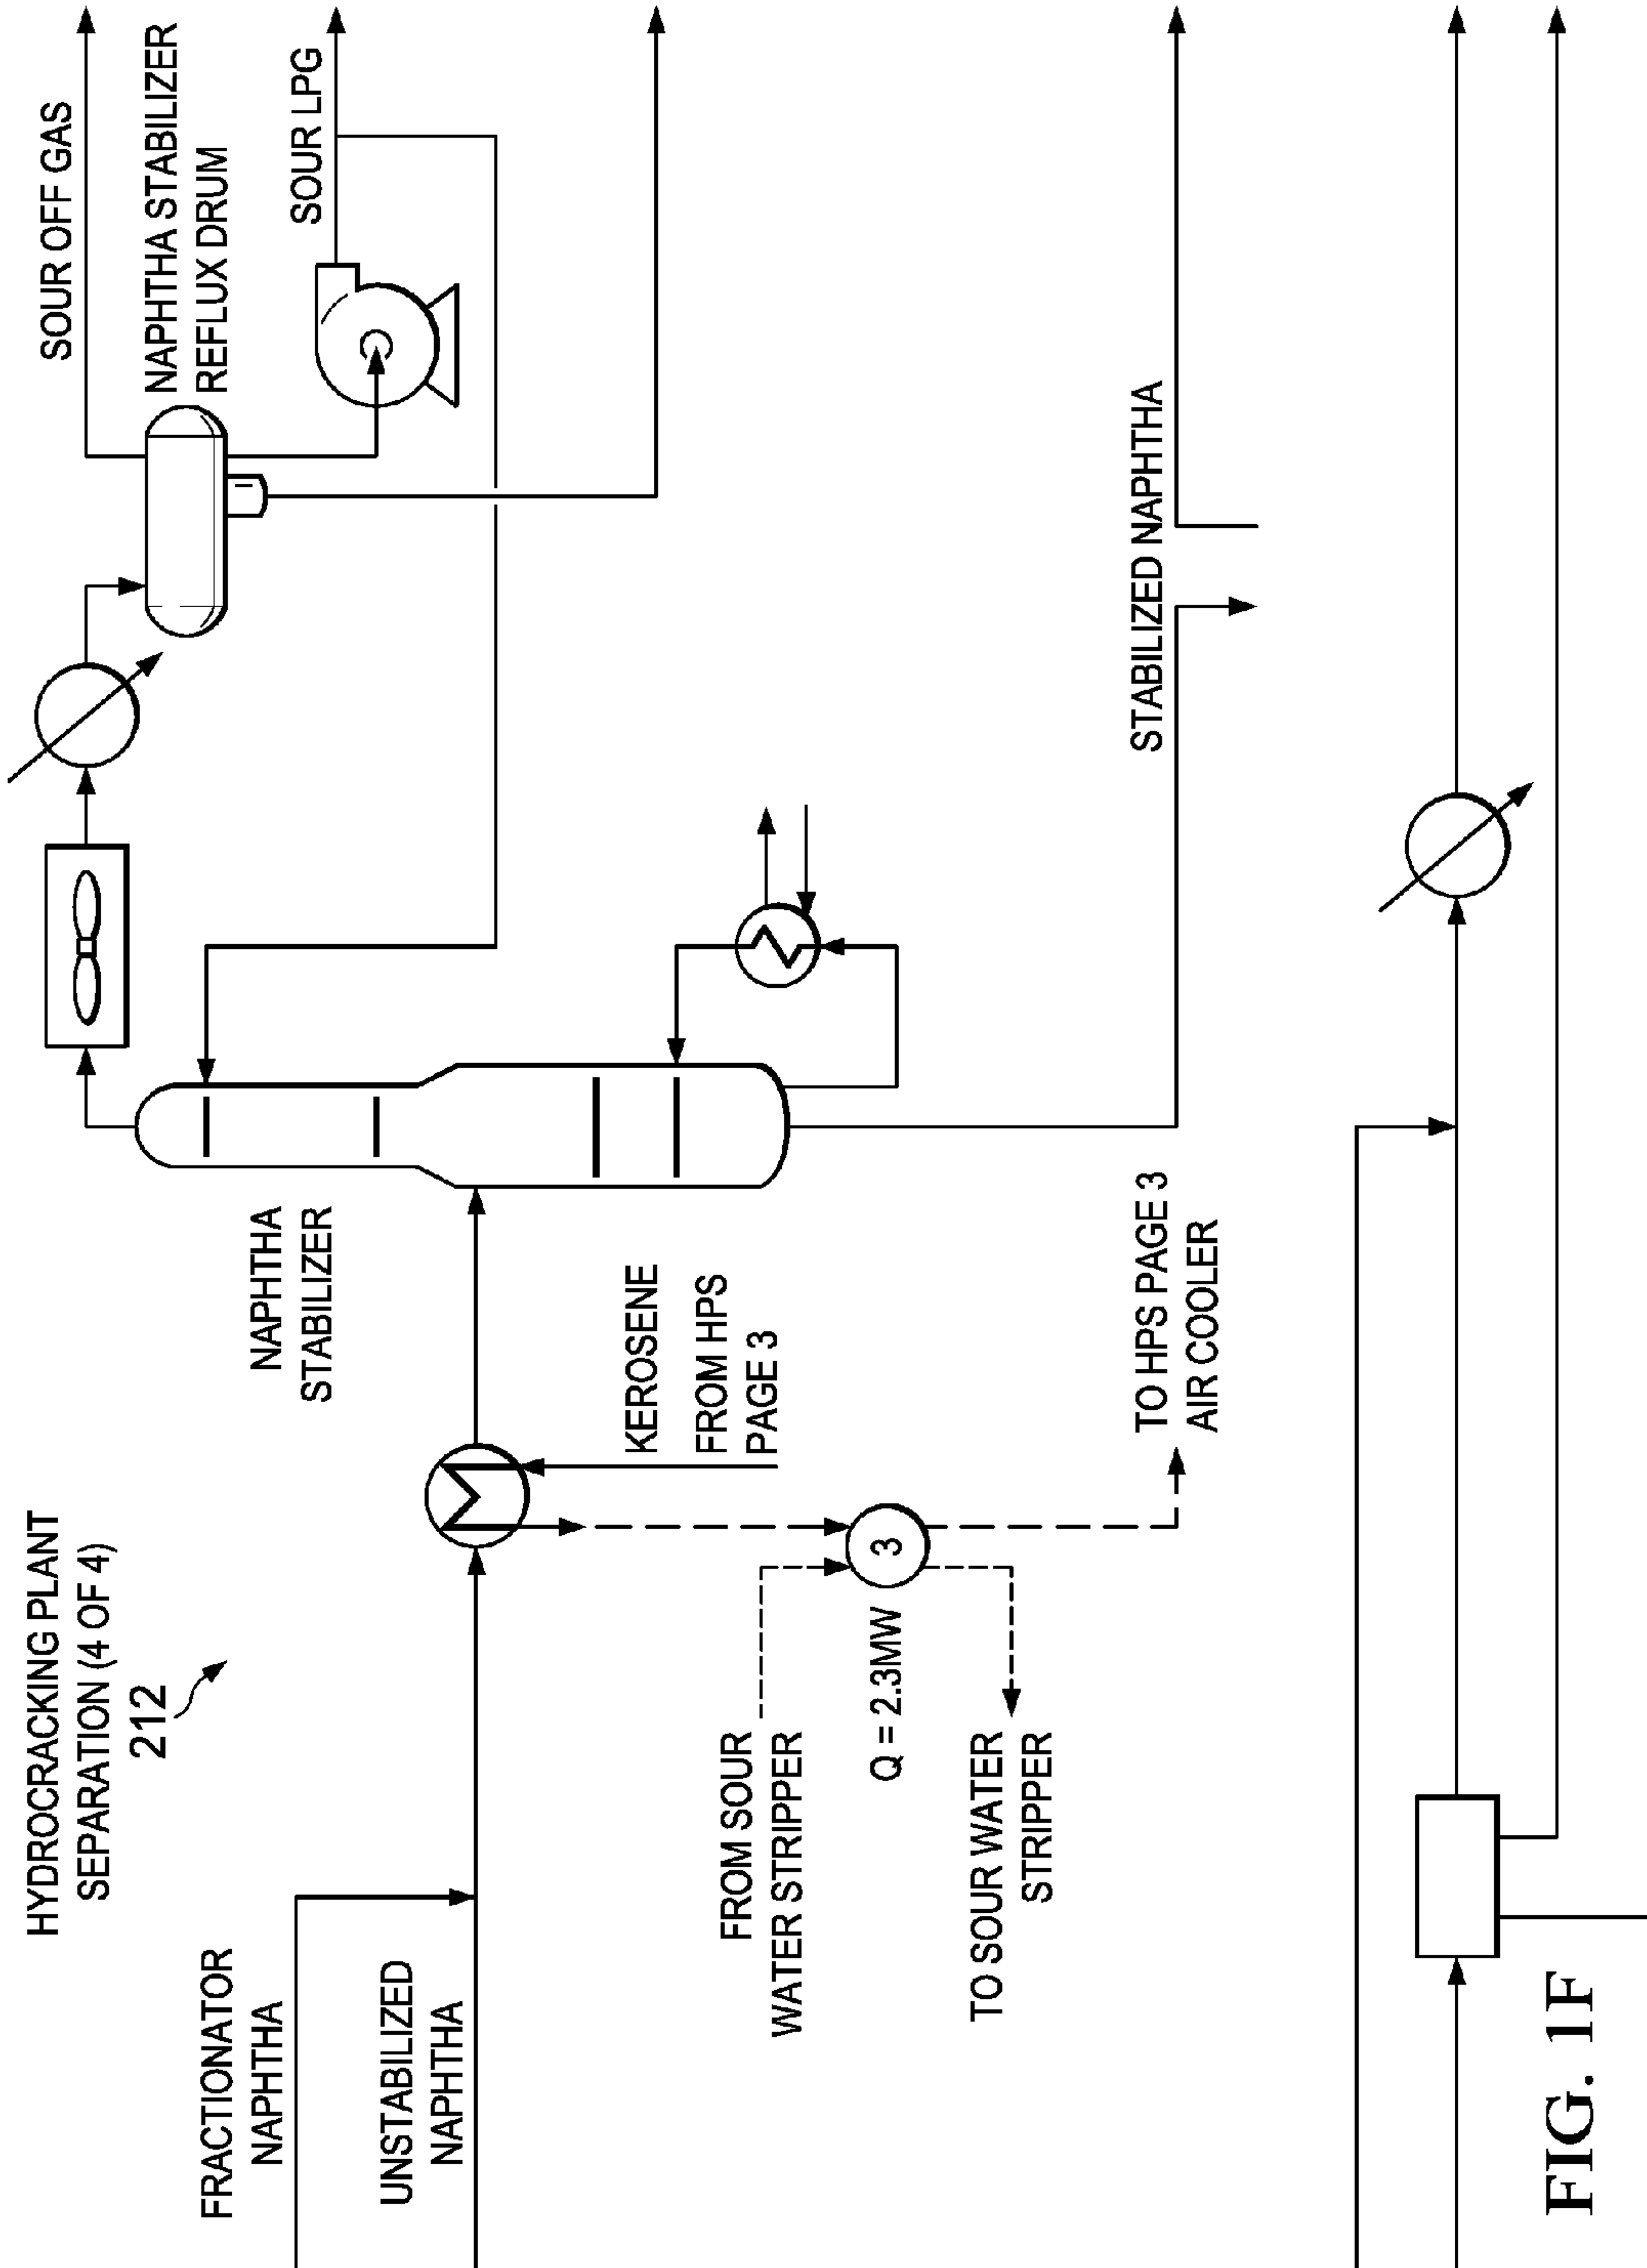 HYDROCRACKING PLANT
SEPARATION (4 OF 4)
212
FRACTIONATOR
NAPHTHA
UNSTABILIZED
NAPHTHA
NAPHTHA
STABILIZER
SOUR OFF GAS
NAPHTHA STABILIZER
REFLUX DRUM
SOUR LPG
KEROSENE
FROM HPS
PAGE 3
FROM SOUR
WATER STRIPPER
3
Q = 2.3MW
TO SOUR WATER
STRIPPER
TO HPS PAGE 3
AIR COOLER
STABILIZED NAPHTHA
FIG. 1F